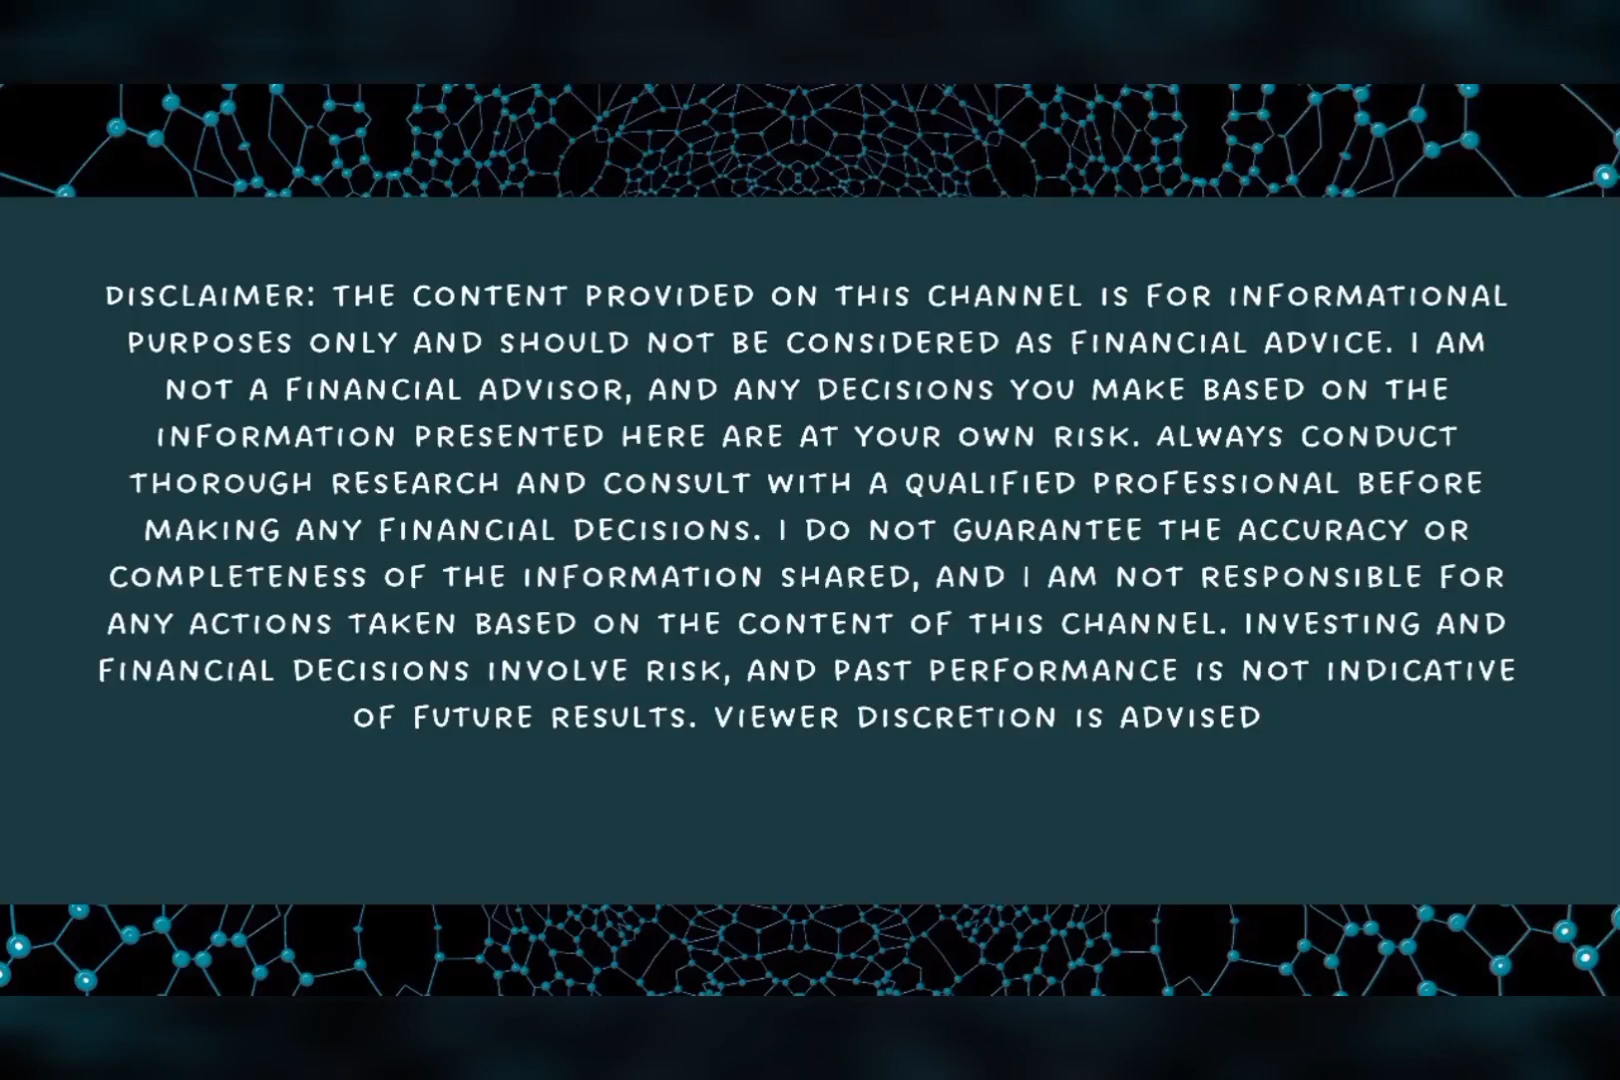 DISCLAIMER: THE CONTENT PROVIDED ON THIS CHANNEL IS FOR INFORMATIONAL
PURPOSES ONLY AND SHOULD NOT BE CONSIDERED AS FINANCIAL ADVICE. I AM
NOT A FINANCIAL ADVISOR, AND ANY DECISIONS YOU MAKE BASED ON THE
INFORMATION PRESENTED HERE ARE AT YOUR OWN RISK. ALWAYS CONDUCT
THOROUGH RESEARCH AND CONSULT WITH A QUALIFIED PROFESSIONAL BEFORE
MAKING ANY FINANCIAL DECISIONS. I DO NOT GUARANTEE THE ACCURACY OR
COMPLETENESS OF THE INFORMATION SHARED, AND I AM NOT RESPONSIBLE FOR
ANY ACTIONS TAKEN BASED ON THE CONTENT OF THIS CHANNEL. INVESTING AND
FINANCIAL DECISIONS INVOLVE RISK, AND PAST PERFORMANCE IS NOT INDICATIVE
OF FUTURE RESULTS. VIEWER DISCRETION IS ADVISED